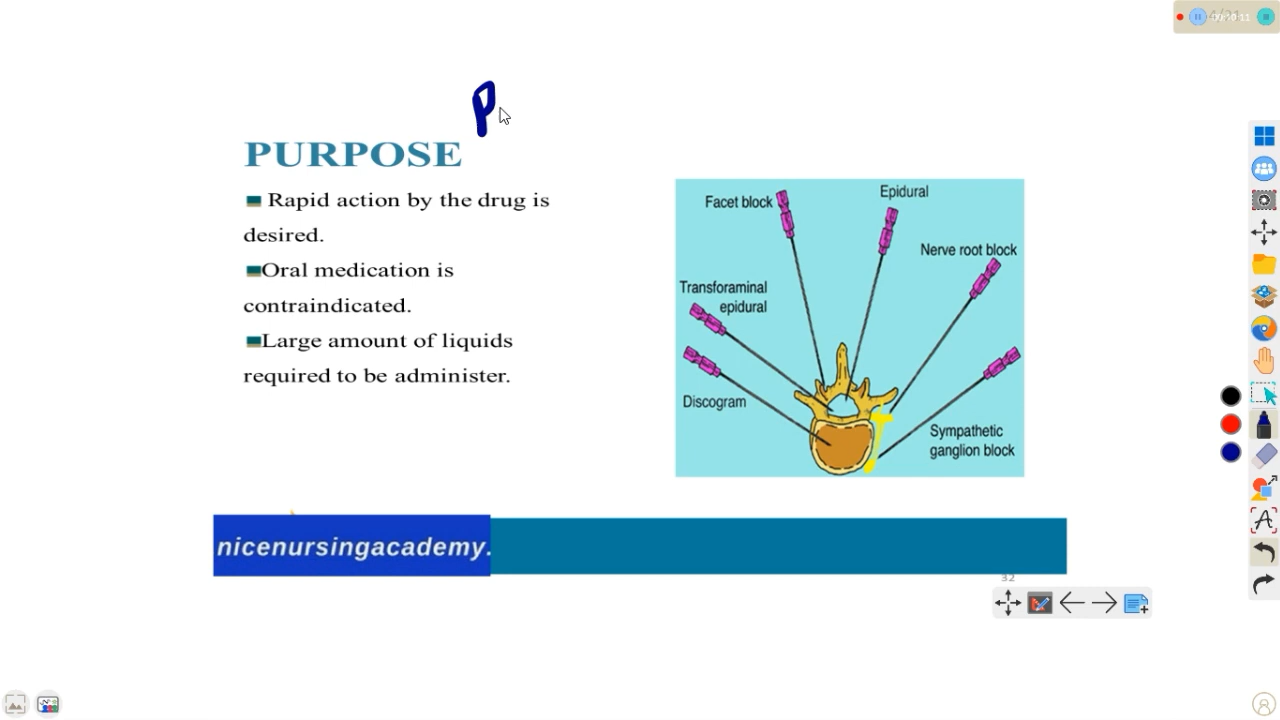 P
PURPOSE
Rapid action by the drug is
desired.
Oral medication is
contraindicated.
Large amount of liquids
required to be administer.
Facet block
Epidural
Nerve root block
Transforaminal
epidural
Discogram
Sympathetic
ganglion block
nicenursingacademy.
32